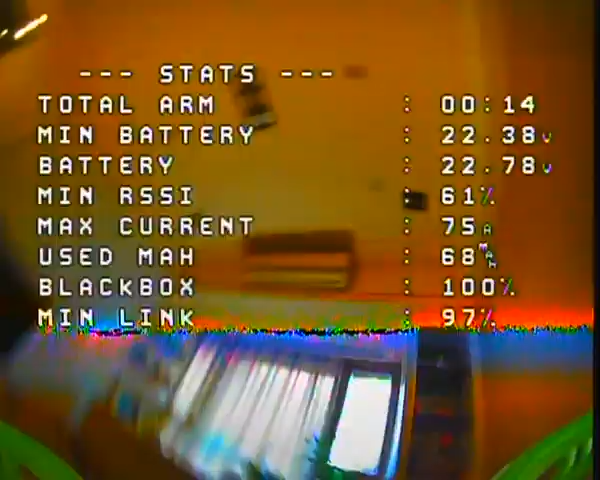 --- STATS ---
TOTAL ARM : 00:14
MIN BATTERY : 22.38V
BATTERY : 22.78V
MIN RSSI : 61%
MAX CURRENT : 75A
USED MAH : 68mAh
BLACKBOX : 100%
MIN LINK : 97%